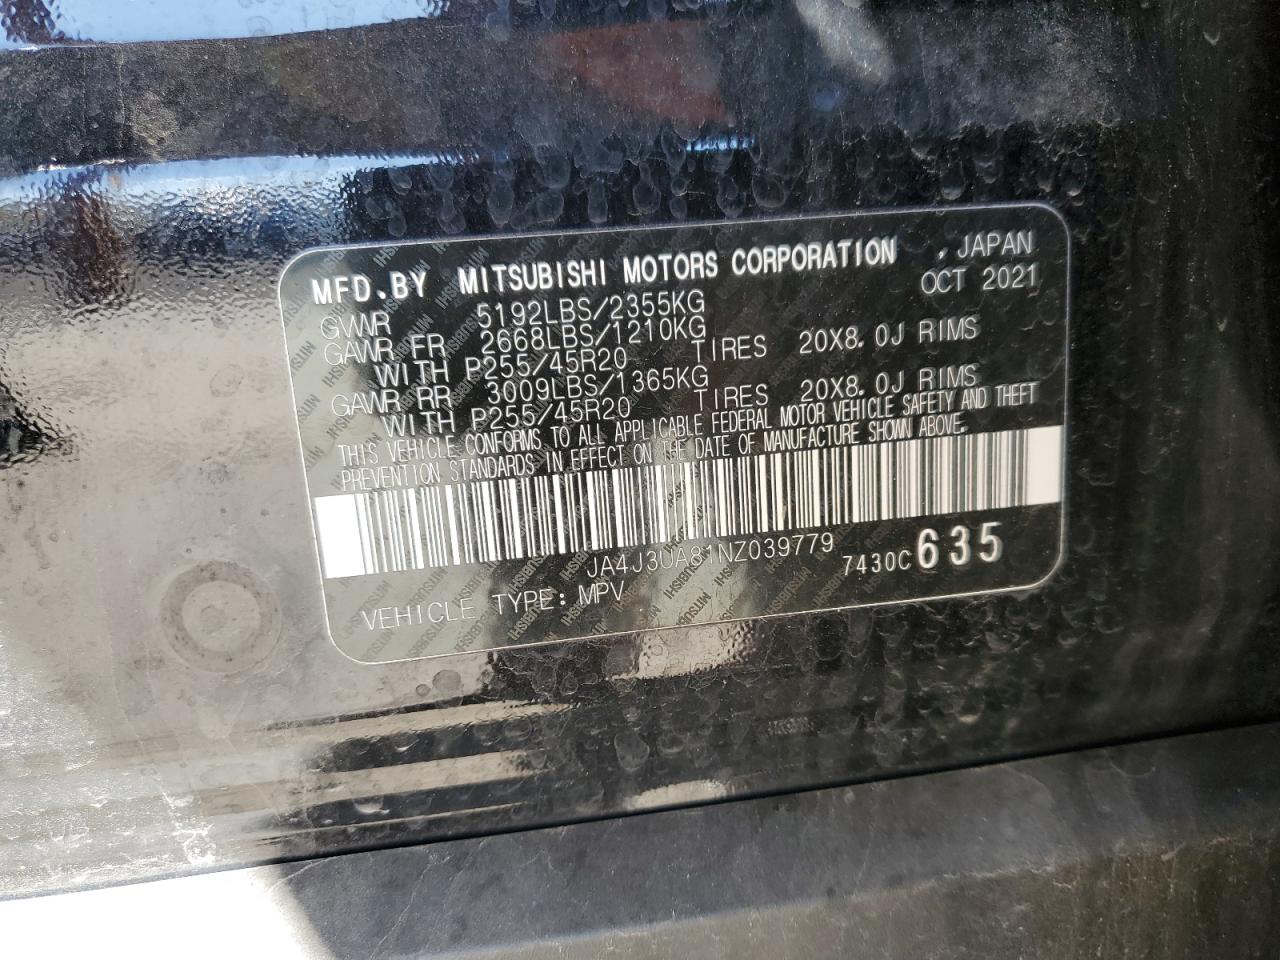 MFD.BY MITSUBISHI MOTORS CORPORATION , JAPAN
OCT 2021
GVWR 5192LBS/2355KG
GAWR FR 2668LBS/1210KG
WITH P255/45R20 TIRES 20X8.0J RIMS
GAWR RR 3009LBS/1365KG
WITH P255/45R20 TIRES 20X8.0J RIMS
THIS VEHICLE CONFORMS TO ALL APPLICABLE FEDERAL MOTOR VEHICLE SAFETY AND THEFT
PREVENTION STANDARDS IN EFFECT ON THE DATE OF MANUFACTURE SHOWN ABOVE.
JA4J3UA81NZ039779 7430C 635
VEHICLE TYPE: MPV